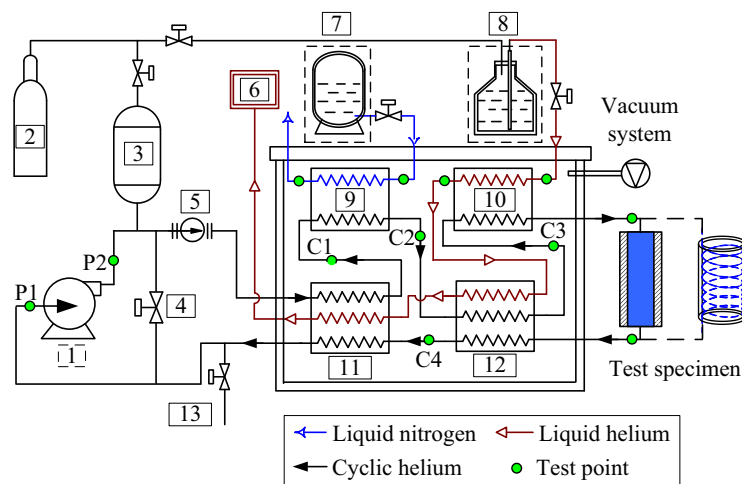 7
8
6
2
3
Vacuum
system
9
10
5
C1
C2
C3
P2
P1
4
1
11
C4
12
Test specimen
13
Liquid nitrogen
Liquid helium
Cyclic helium
Test point